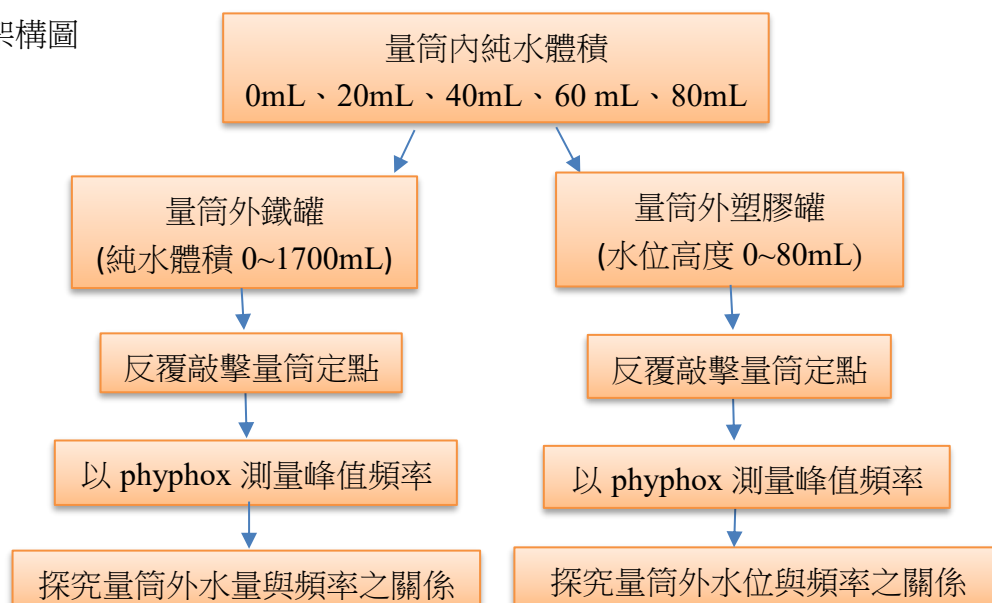 架構圖
量筒內純水體積
0mL、20mL、40mL、60 mL、80mL
量筒外鐵罐
(純水體積 0~1700mL)
反覆敲擊量筒定點
以 phyphox 測量峰值頻率
探究量筒外水量與頻率之關係
量筒外塑膠罐
(水位高度 0~80mL)
反覆敲擊量筒定點
以 phyphox 測量峰值頻率
探究量筒外水位與頻率之關係